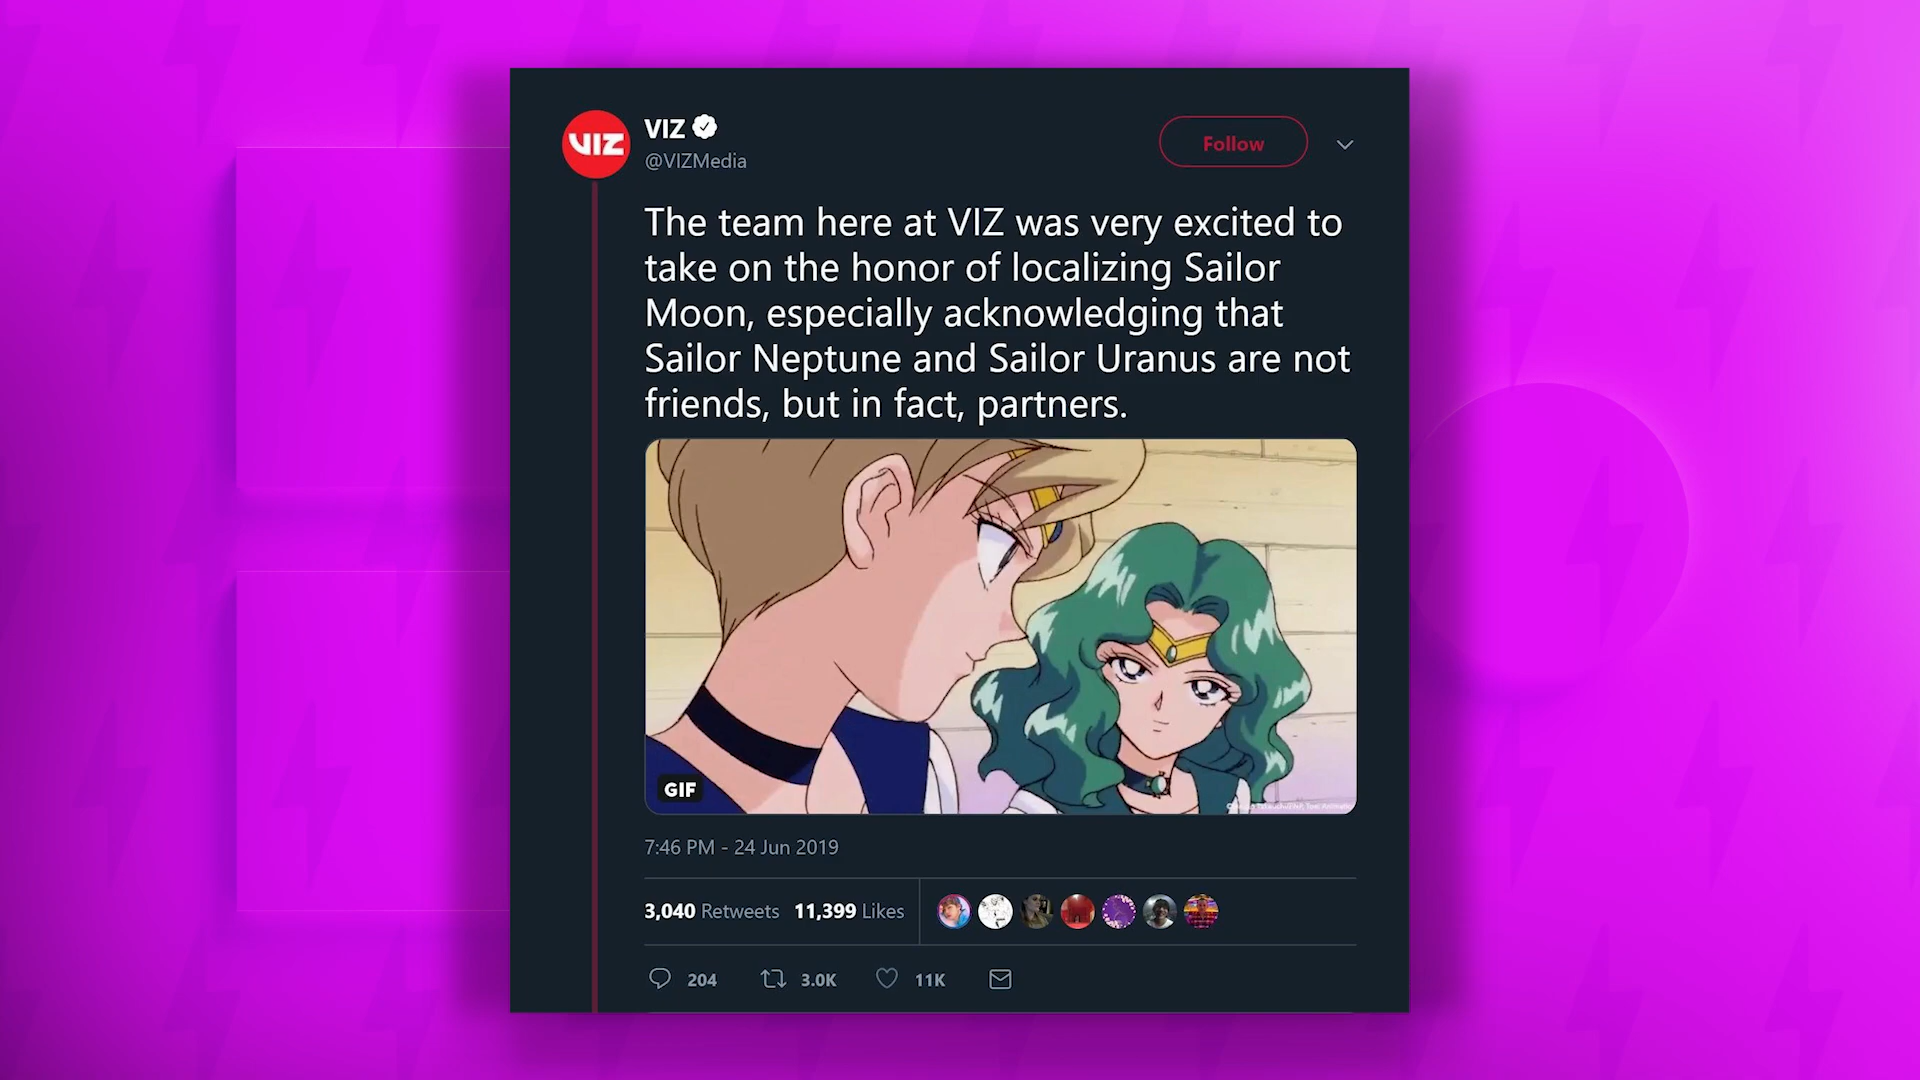 VIZ
VIZ
@VIZMedia
Follow
The team here at VIZ was very excited to
take on the honor of localizing Sailor
Moon, especially acknowledging that
Sailor Neptune and Sailor Uranus are not
friends, but in fact, partners.
GIF
7:46 PM - 24 Jun 2019
3,040 Retweets 11,399 Likes
204 3.0K 11K